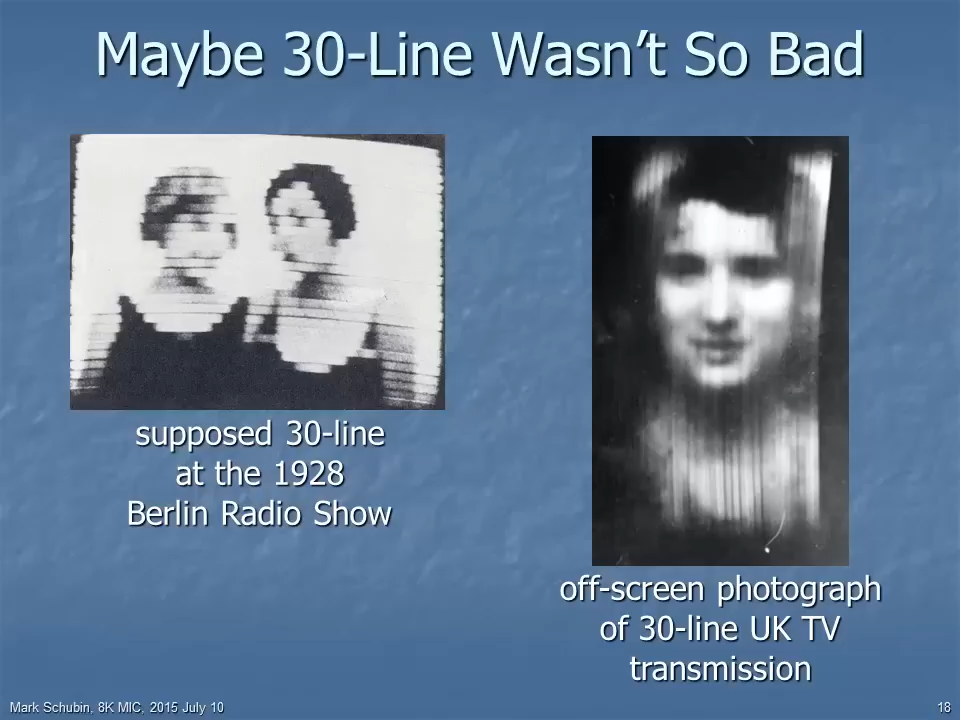 Maybe 30-Line Wasn’t So Bad
supposed 30-line
at the 1928
Berlin Radio Show
off-screen photograph
of 30-line UK TV
transmission
Mark Schubin, 8K MIC, 2015 July 10
18